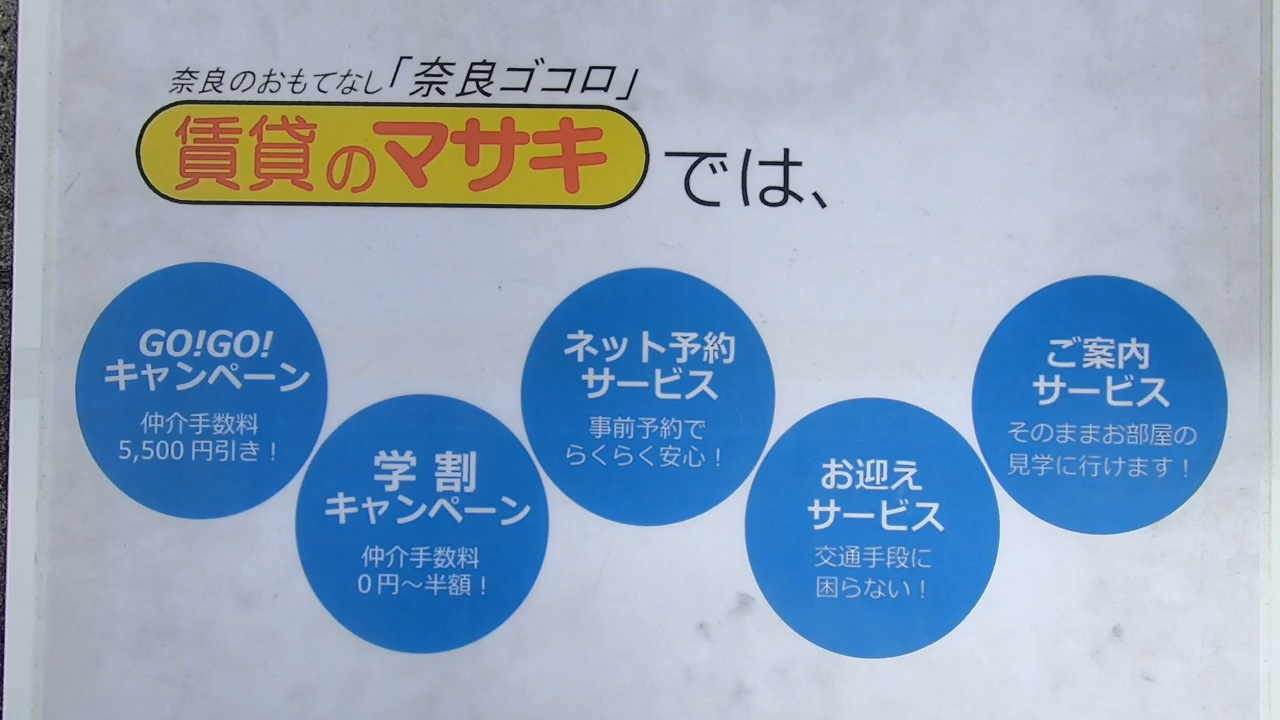 奈良のおもてなし「奈良ゴコロ」
賃貸のマサキでは、
GO!GO!
キャンペーン
仲介手数料
5,500円引き！
学割
キャンペーン
仲介手数料
0円～半額！
ネット予約
サービス
事前予約で
らくらく安心！
お迎え
サービス
交通手段に
困らない！
ご案内
サービス
そのままお部屋の
見学に行けます！